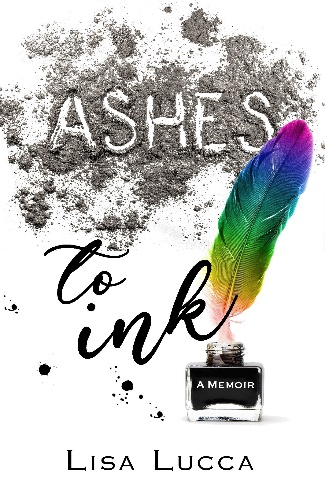 ASHES
to
ink
A Memoir
Lisa Lucca